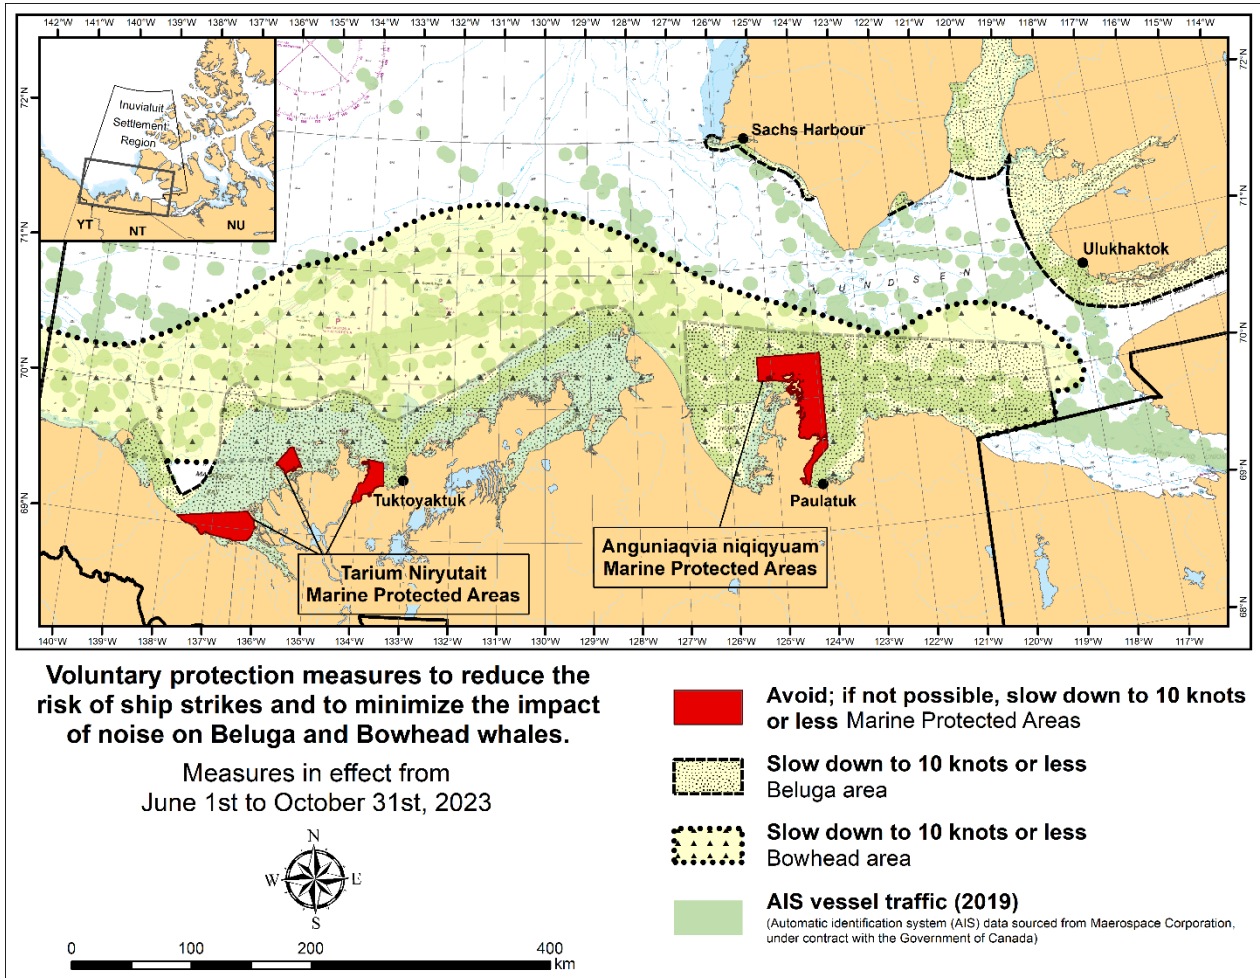 142°W 141°W 140°W 139°W 138°W 137°W 136°W 135°W 134°W 133°W 132°W 131°W 130°W 129°W 128°W 127°W 126°W 125°W 124°W 123°W 122°W 121°W 120°W 119°W 118°W 117°W 116°W 115°W 114°W
72°N
71°N
70°N
69°N
72°N
71°N
70°N
69°N
68°N
Inuvialuit
Settlement
Region
YT
NT
NU
Sachs Harbour
Ulukhaktok
Tuktoyaktuk
Paulatuk
Anguniaqvia niqiqyuam
Marine Protected Areas
Tarium Niryutait
Marine Protected Areas
140°W 139°W 138°W 137°W 136°W 135°W 134°W 133°W 132°W 131°W 130°W 129°W 128°W 127°W 126°W 125°W 124°W 123°W 122°W 121°W 120°W 119°W 118°W 117°W
Voluntary protection measures to reduce the
risk of ship strikes and to minimize the impact
of noise on Beluga and Bowhead whales.
Measures in effect from
June 1st to October 31st, 2023
N
W E
S
0 100 200 400
km
Avoid; if not possible, slow down to 10 knots
or less Marine Protected Areas
Slow down to 10 knots or less
Beluga area
Slow down to 10 knots or less
Bowhead area
AIS vessel traffic (2019)
(Automatic identification system (AIS) data sourced from Maerospace Corporation,
under contract with the Government of Canada)